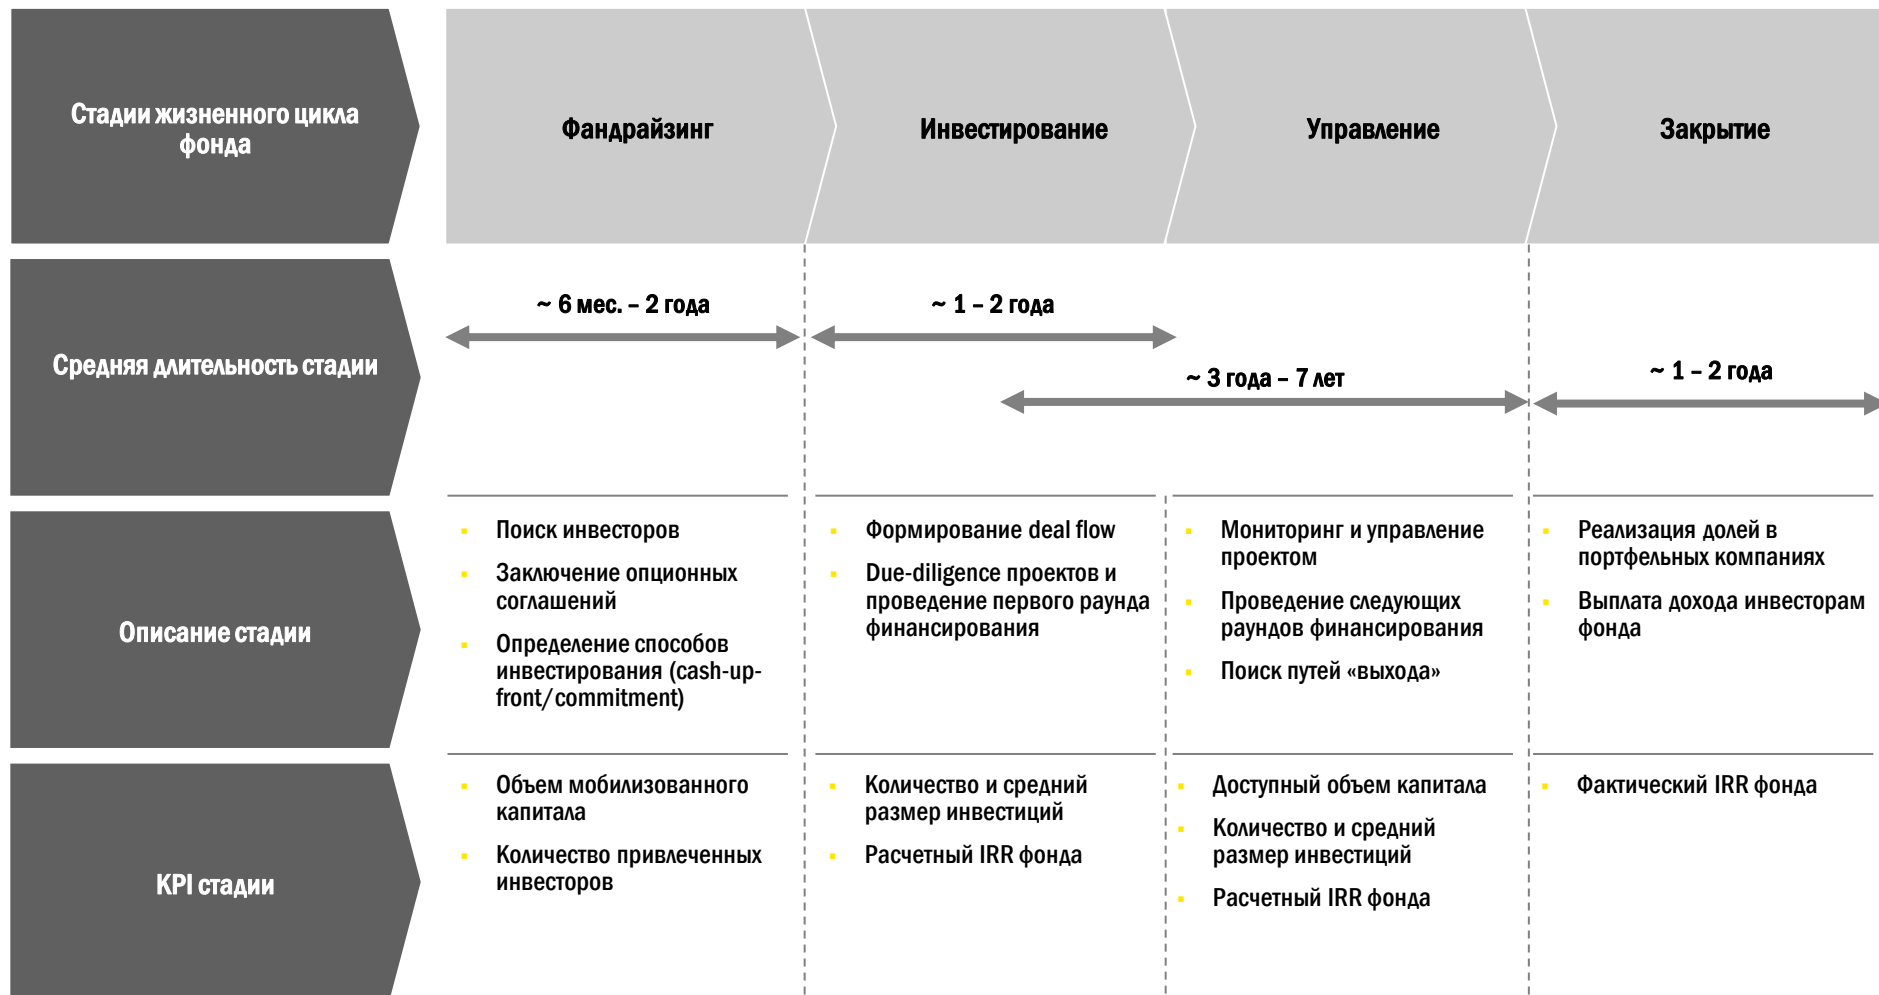 Стадии жизненного цикла
фонда
Фандрайзинг
Инвестирование
Управление
Закрытие
Средняя длительность стадии
~ 6 мес. – 2 года
~ 1 – 2 года
~ 3 года – 7 лет
~ 1 – 2 года
Описание стадии
Поиск инвесторов
Заключение опционных
соглашений
Определение способов
инвестирования (cash-up-
front/commitment)
Формирование deal flow
Due-diligence проектов и
проведение первого раунда
финансирования
Мониторинг и управление
проектом
Проведение следующих
раундов финансирования
Поиск путей «выхода»
Реализация долей в
портфельных компаниях
Выплата дохода инвесторам
фонда
KPI стадии
Объем мобилизованного
капитала
Количество привлеченных
инвесторов
Количество и средний
размер инвестиций
Расчетный IRR фонда
Доступный объем капитала
Количество и средний
размер инвестиций
Расчетный IRR фонда
Фактический IRR фонда